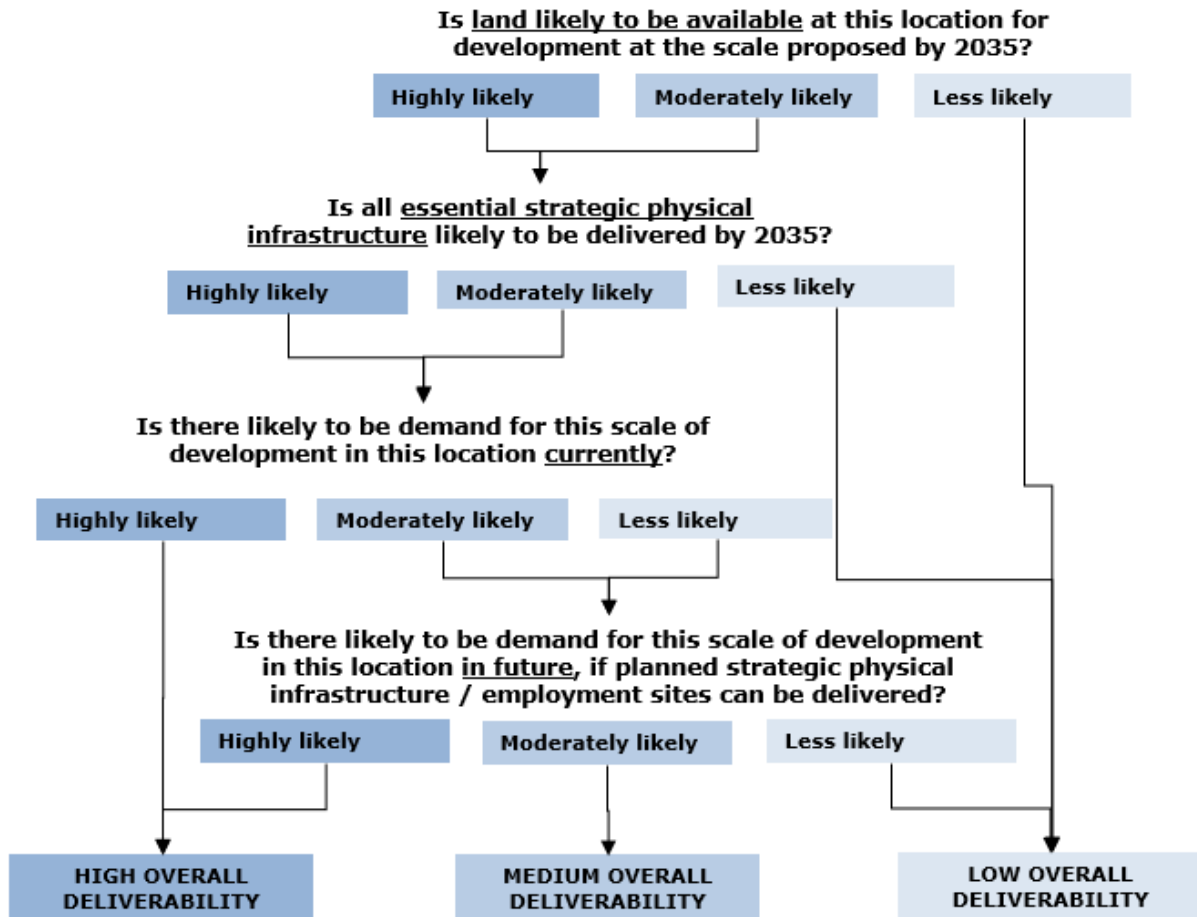 Is land likely to be available at this location for
development at the scale proposed by 2035?
Highly likely
Moderately likely
Less likely
Is all essential strategic physical
infrastructure likely to be delivered by 2035?
Highly likely
Moderately likely
Less likely
Is there likely to be demand for this scale of
development in this location currently?
Highly likely
Moderately likely
Less likely
Is there likely to be demand for this scale of development
in this location in future, if planned strategic physical
infrastructure / employment sites can be delivered?
Highly likely
Moderately likely
Less likely
HIGH OVERALL
DELIVERABILITY
MEDIUM OVERALL
DELIVERABILITY
LOW OVERALL
DELIVERABILITY